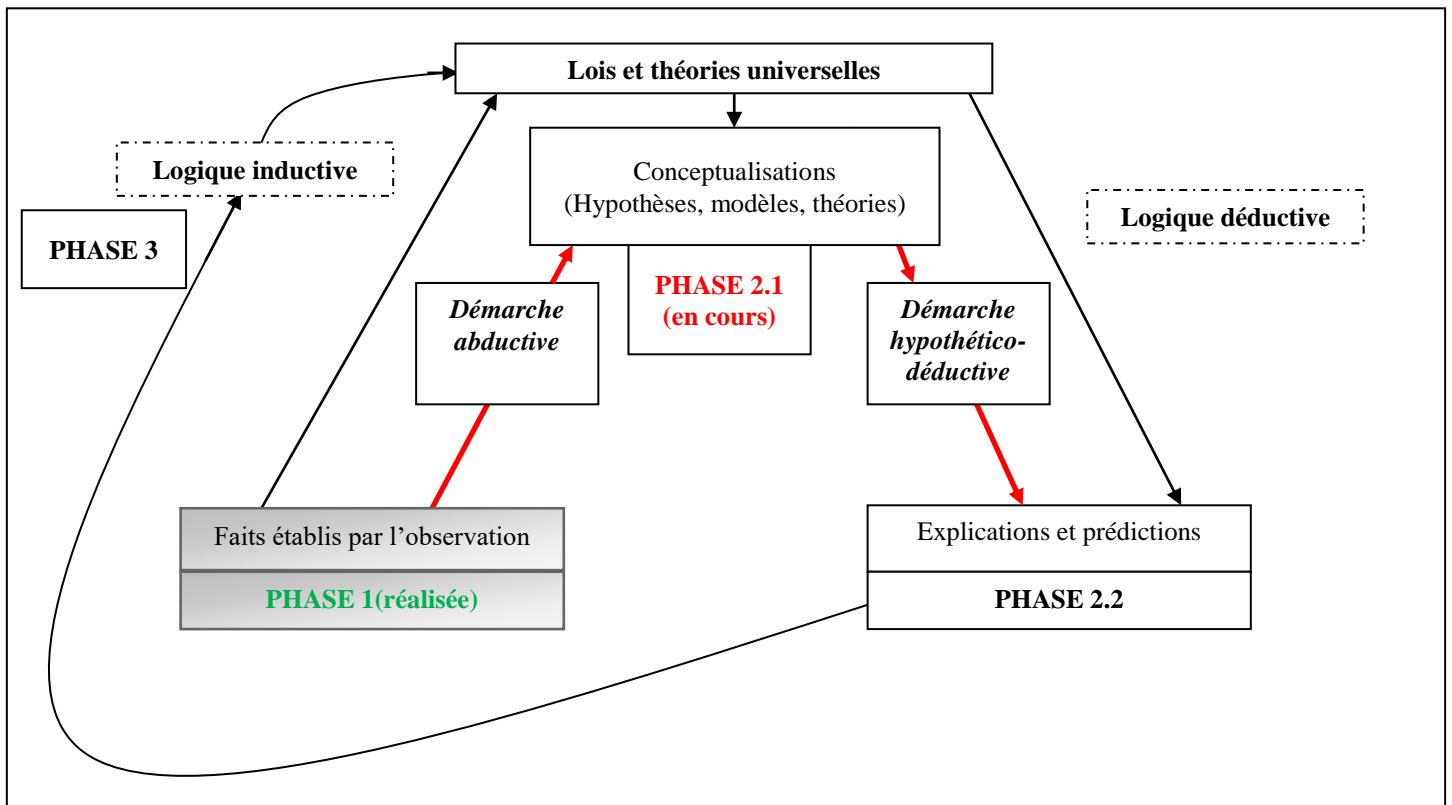 Lois et théories universelles
Logique inductive
Conceptualisations
(Hypothèses, modèles, théories)
Logique déductive
PHASE 3
PHASE 2.1
(en cours)
Démarche
abductive
Démarche
hypothético-
déductive
Faits établis par l’observation
PHASE 1(réalisée)
Explications et prédictions
PHASE 2.2